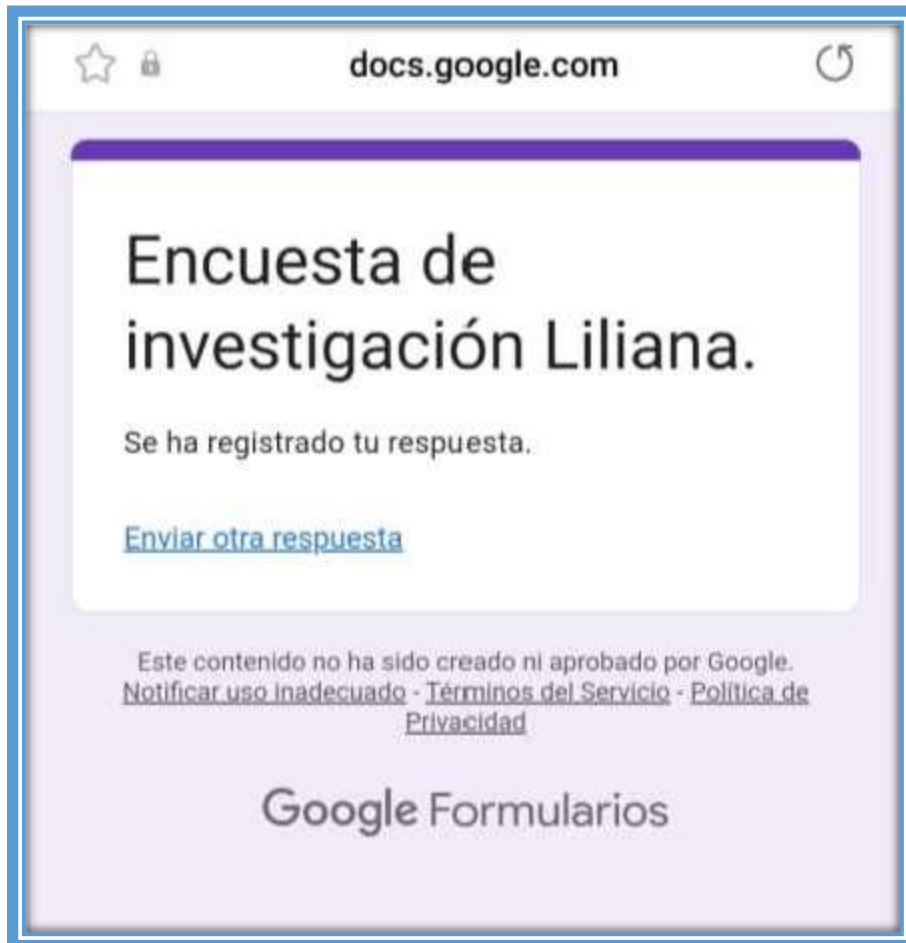 docs.google.com
Encuesta de
investigación Liliana.
Se ha registrado tu respuesta.
Enviar otra respuesta
Este contenido no ha sido creado ni aprobado por Google.
Notificar uso inadecuado - Términos del Servicio - Política de
Privacidad
Google Formularios